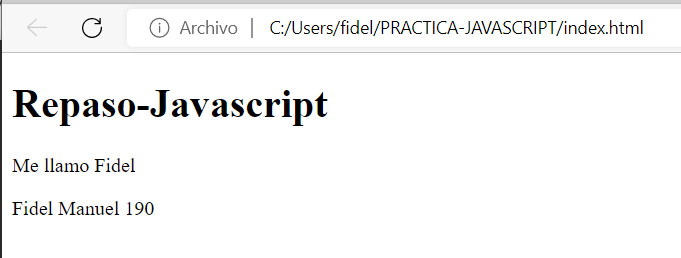 Archivo | C:/Users/fidel/PRACTICA-JAVASCRIPT/index.html
Repaso-Javascript
Me llamo Fidel
Fidel Manuel 190